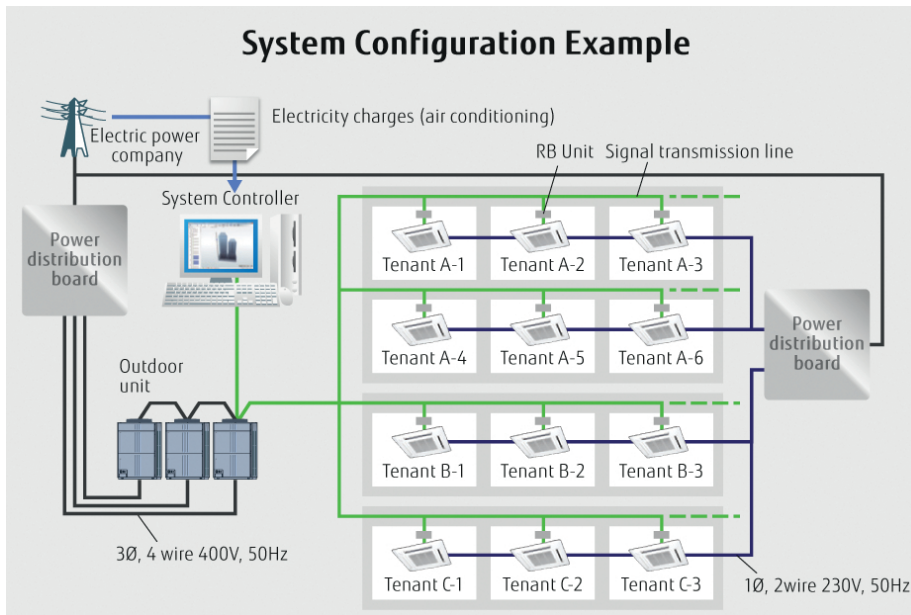 System Configuration Example
Electricity charges (air conditioning)
Electric power
company
RB Unit
Signal transmission line
System Controller
Power
distribution
board
Tenant A-1
Tenant A-2
Tenant A-3
Tenant A-4
Tenant A-5
Tenant A-6
Power
distribution
board
Outdoor
unit
Tenant B-1
Tenant B-2
Tenant B-3
3Ø, 4 wire 400V, 50Hz
Tenant C-1
Tenant C-2
Tenant C-3
1Ø, 2wire 230V, 50Hz